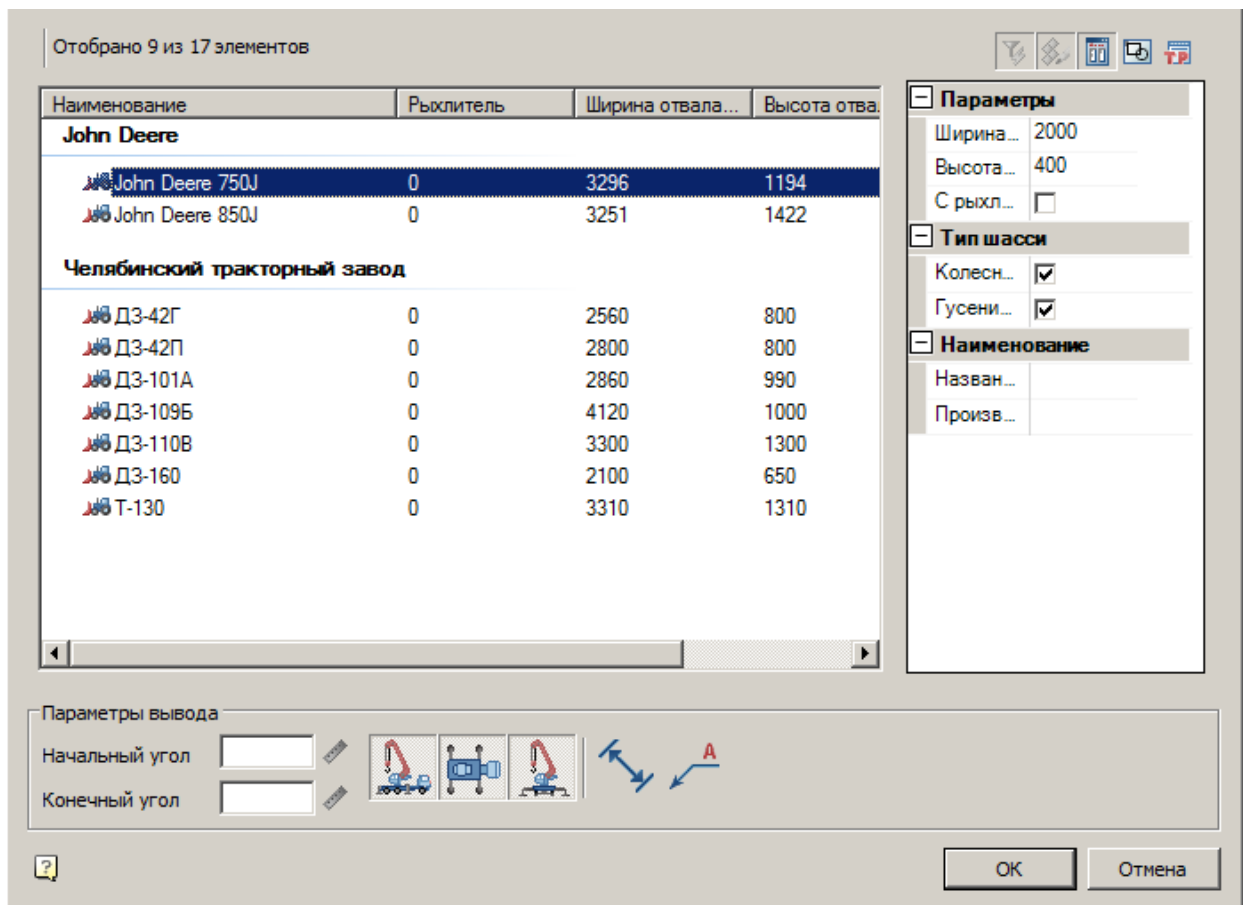 Отобрано 9 из 17 элементов
Наименование Рыхлитель Ширина отвала... Высота отва.
John Deere
John Deere 750J 0 3296 1194
John Deere 850J 0 3251 1422
Челябинский тракторный завод
ДЗ-42Г 0 2560 800
ДЗ-42П 0 2800 800
ДЗ-101А 0 2860 990
ДЗ-109Б 0 4120 1000
ДЗ-110В 0 3300 1300
ДЗ-160 0 2100 650
Т-130 0 3310 1310
Параметры
Ширина... 2000
Высота... 400
С рыхл...
Тип шасси
Колесн...
Гусени...
Наименование
Назван...
Произв...
Параметры вывода
Начальный угол
Конечный угол
A
?
OK Отмена